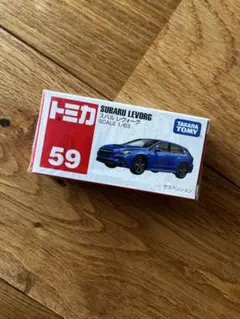 トミカ
59
SUBARU LEVORG
スバル レヴォーグ
SCALE 1/63
TAKARA
TOMY
サスペンション